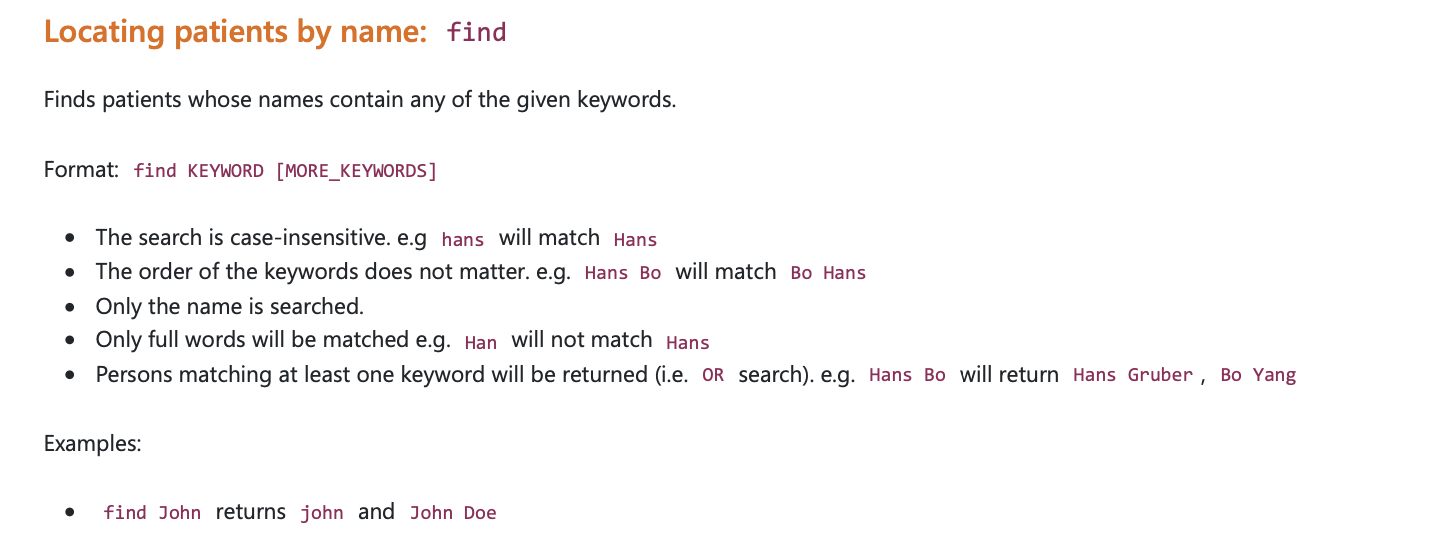 Locating patients by name: find
Finds patients whose names contain any of the given keywords.
Format: find KEYWORD [MORE_KEYWORDS]
• The search is case-insensitive. e.g hans will match Hans
• The order of the keywords does not matter. e.g. Hans Bo will match Bo Hans
• Only the name is searched.
• Only full words will be matched e.g. Han will not match Hans
• Persons matching at least one keyword will be returned (i.e. OR search). e.g. Hans Bo will return Hans Gruber, Bo Yang
Examples:
• find John returns john and John Doe